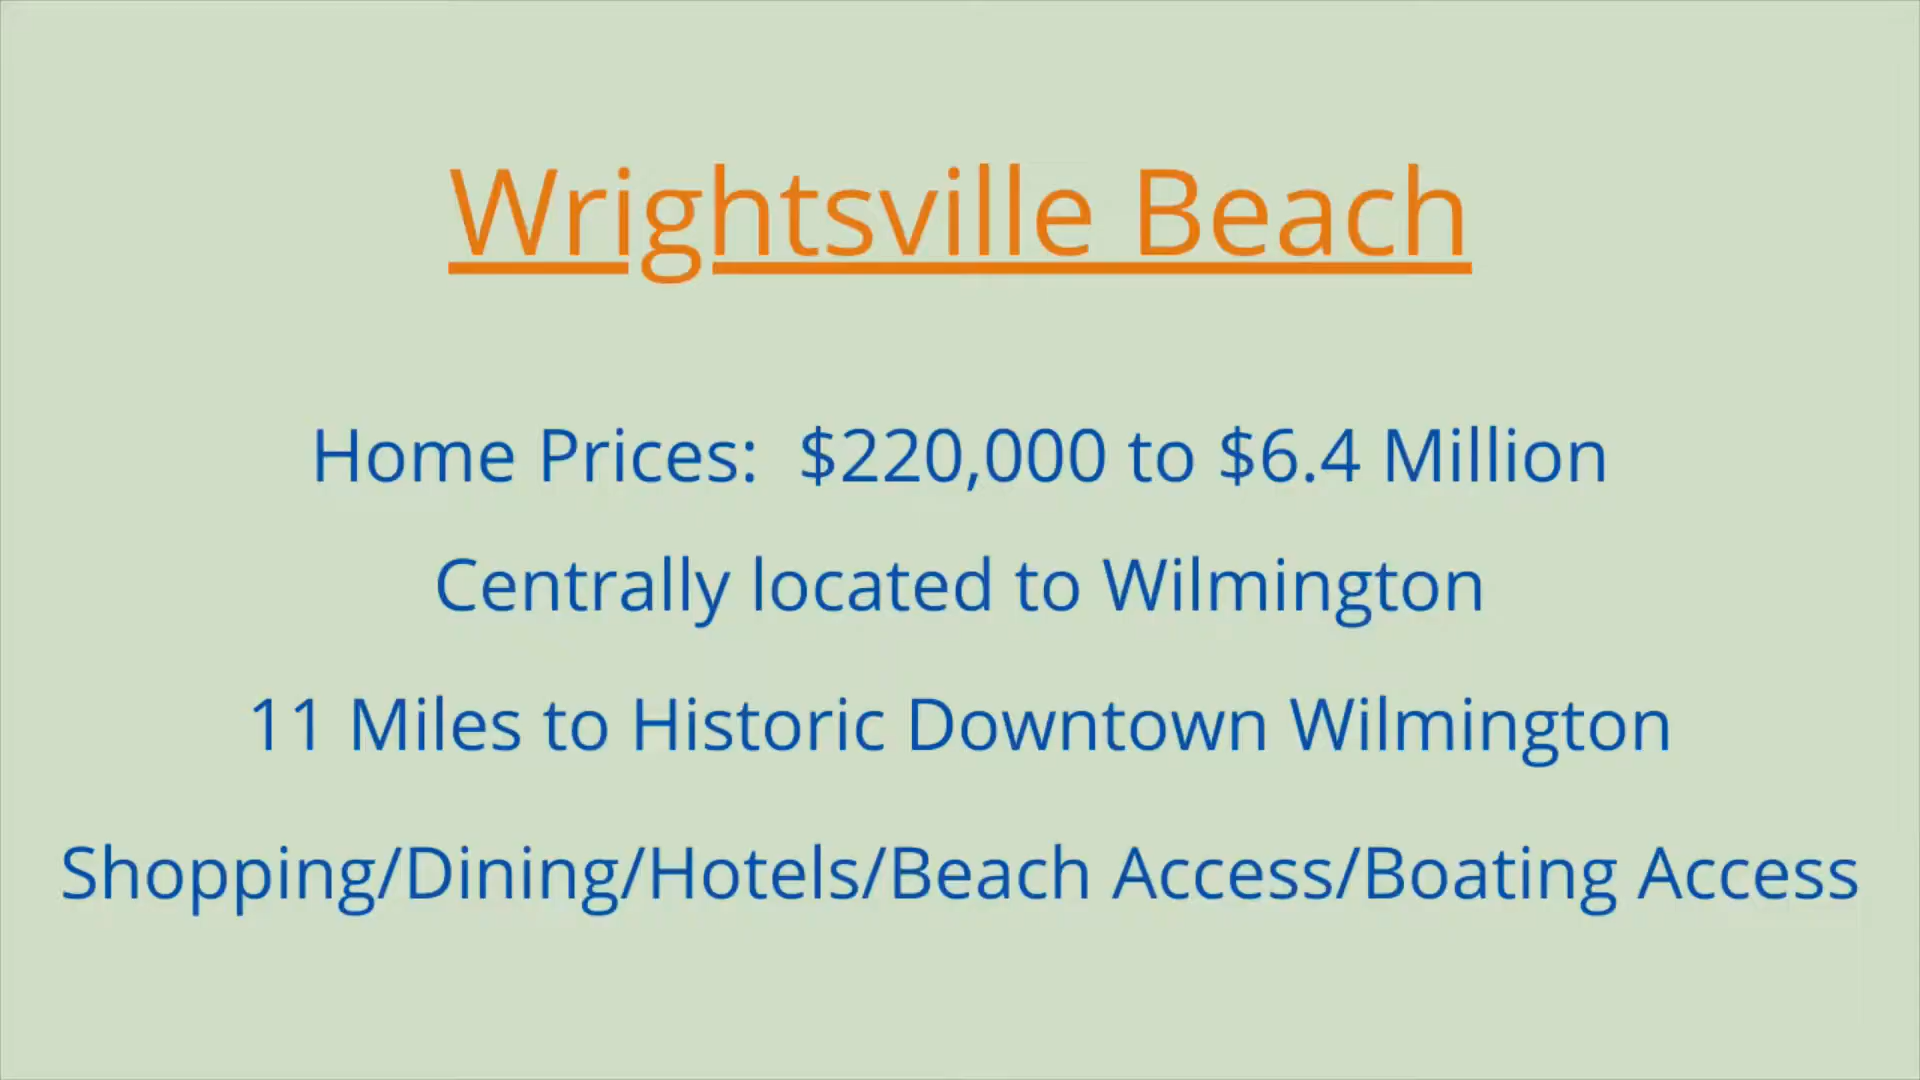 Wrightsville Beach
Home Prices:  $220,000 to $6.4 Million
Centrally located to Wilmington
11 Miles to Historic Downtown Wilmington
Shopping/Dining/Hotels/Beach Access/Boating Access